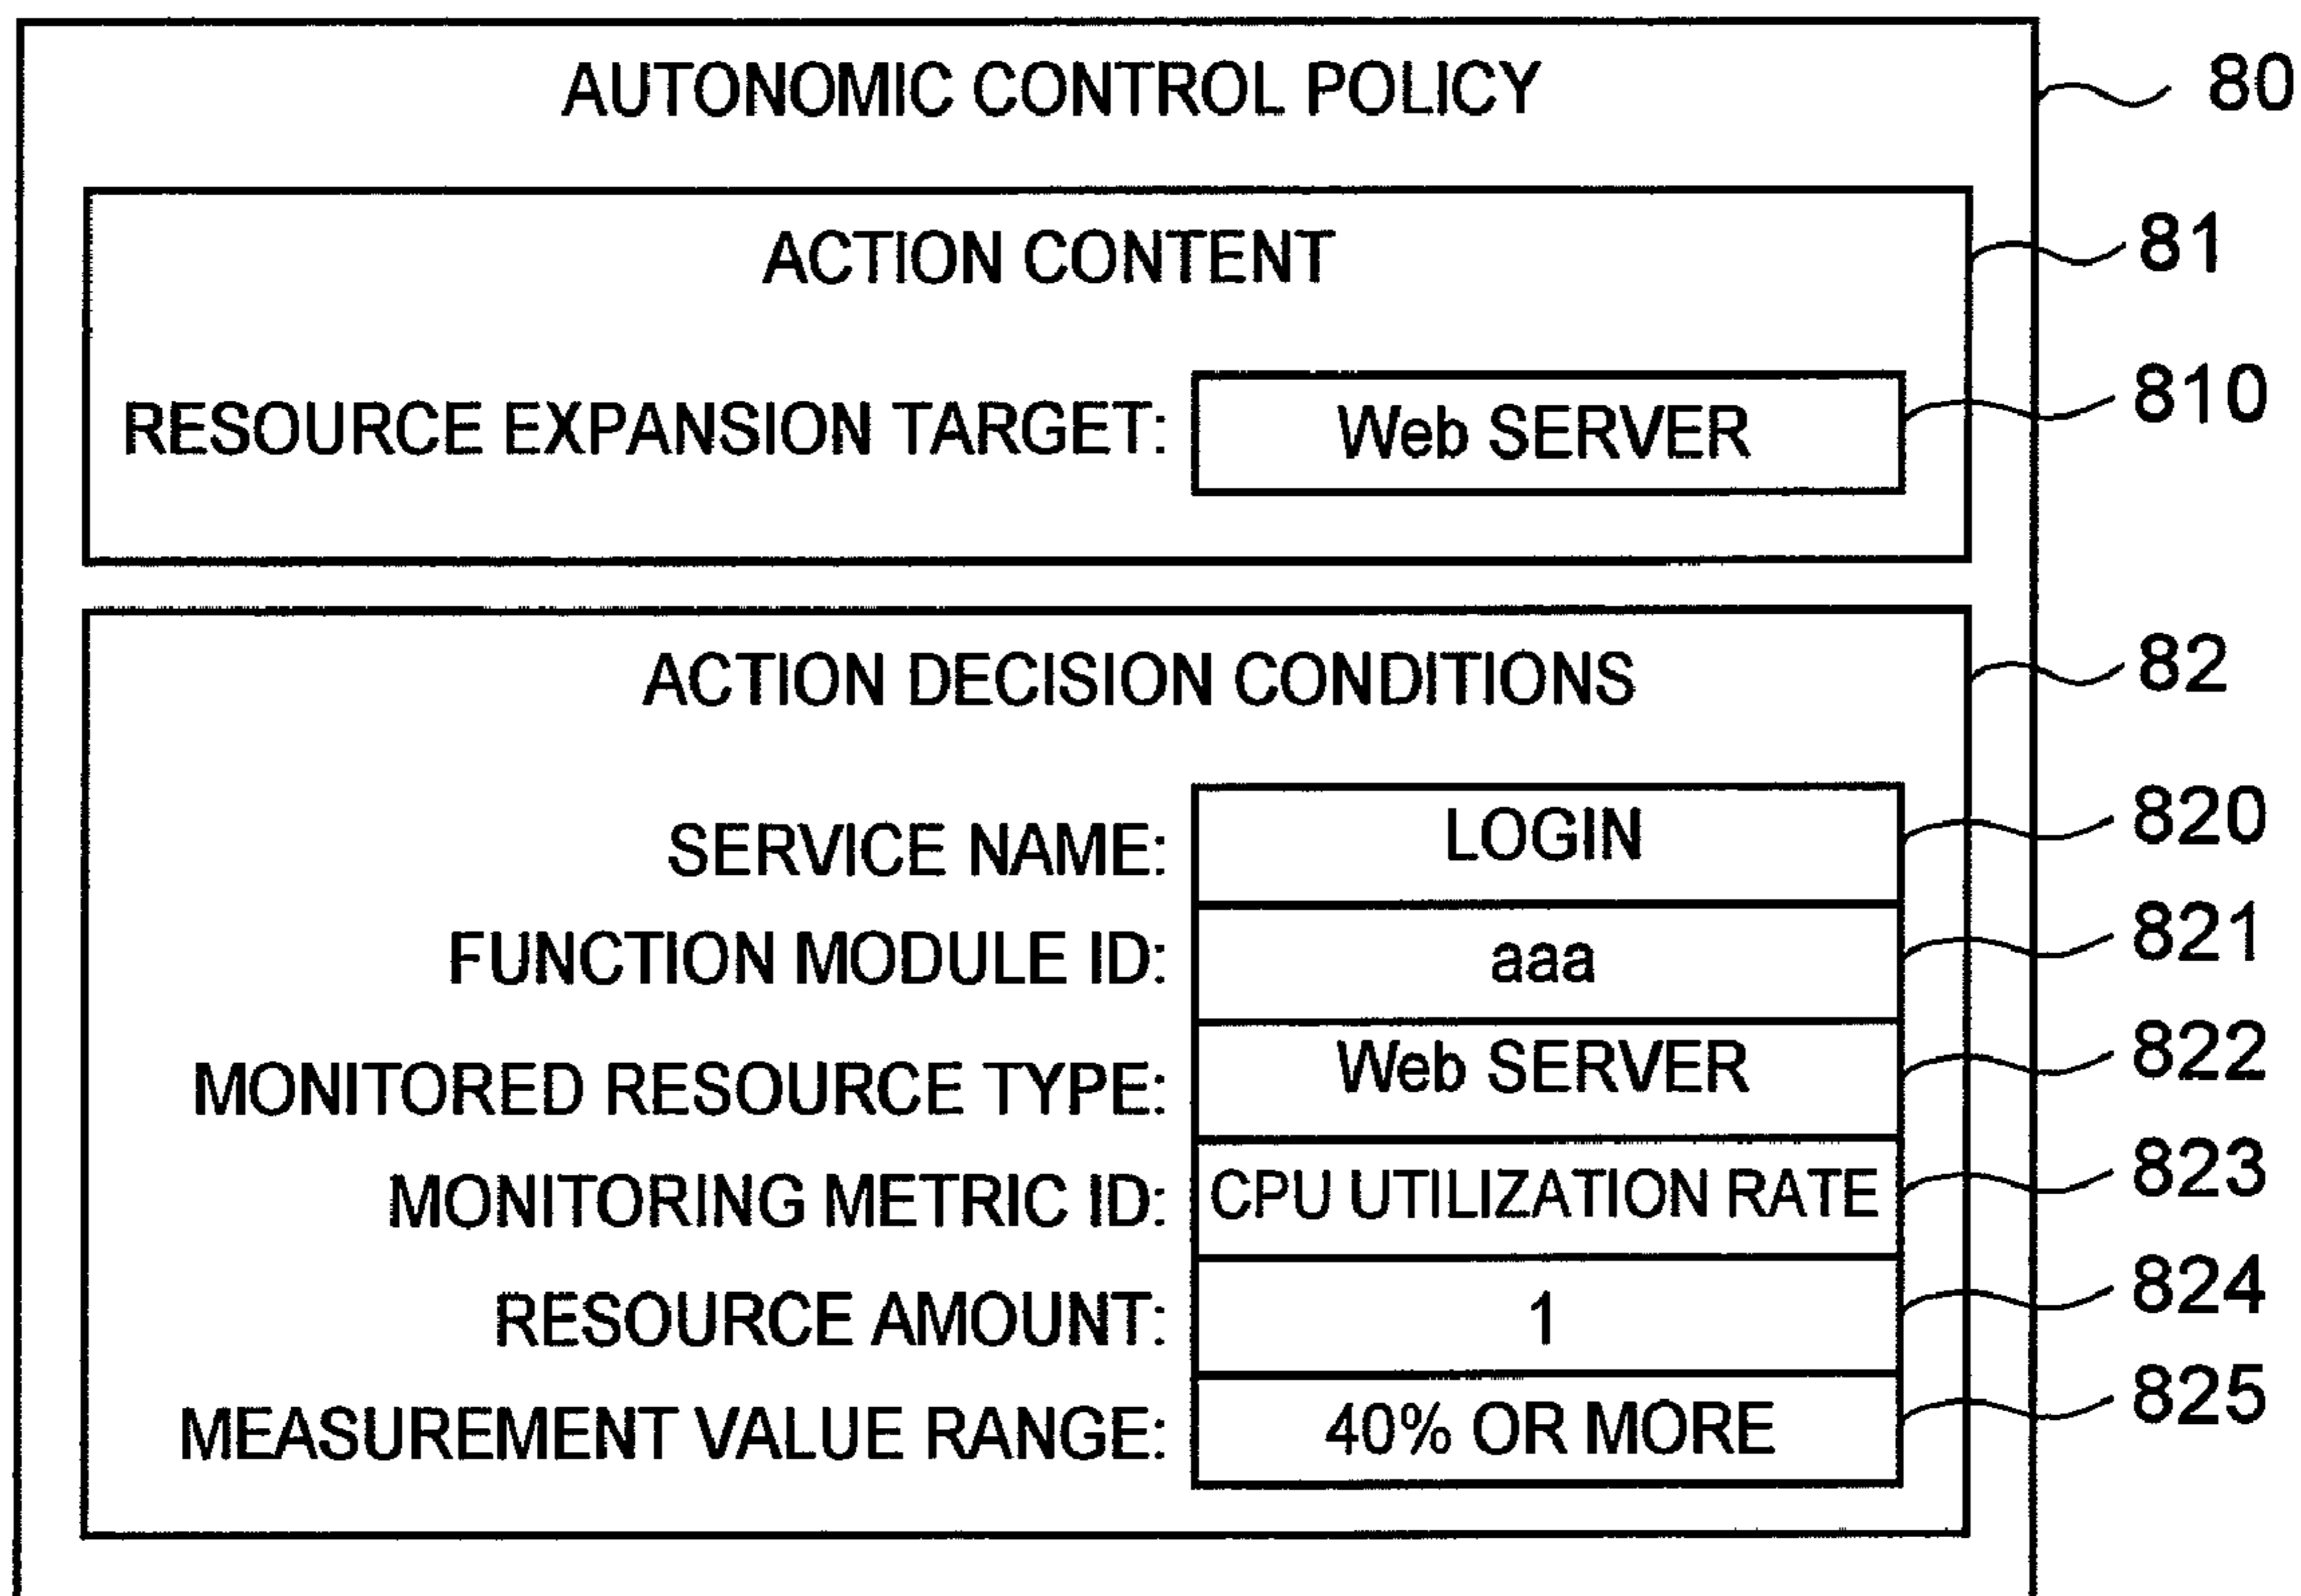 AUTONOMIC CONTROL POLICY 80
ACTION CONTENT 81
RESOURCE EXPANSION TARGET: Web SERVER 810
ACTION DECISION CONDITIONS 82
SERVICE NAME: LOGIN 820
FUNCTION MODULE ID: aaa 821
MONITORED RESOURCE TYPE: Web SERVER 822
MONITORING METRIC ID: CPU UTILIZATION RATE 823
RESOURCE AMOUNT: 1 824
MEASUREMENT VALUE RANGE: 40% OR MORE 825